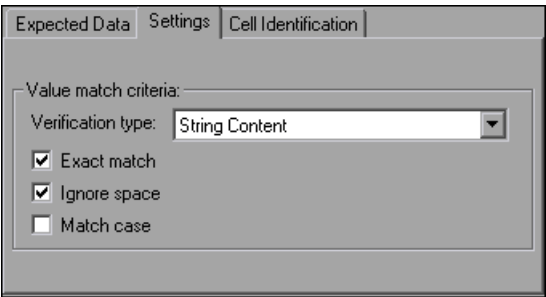 Expected Data Settings Cell Identification
Value match criteria:
Verification type: String Content
Exact match
Ignore space
Match case